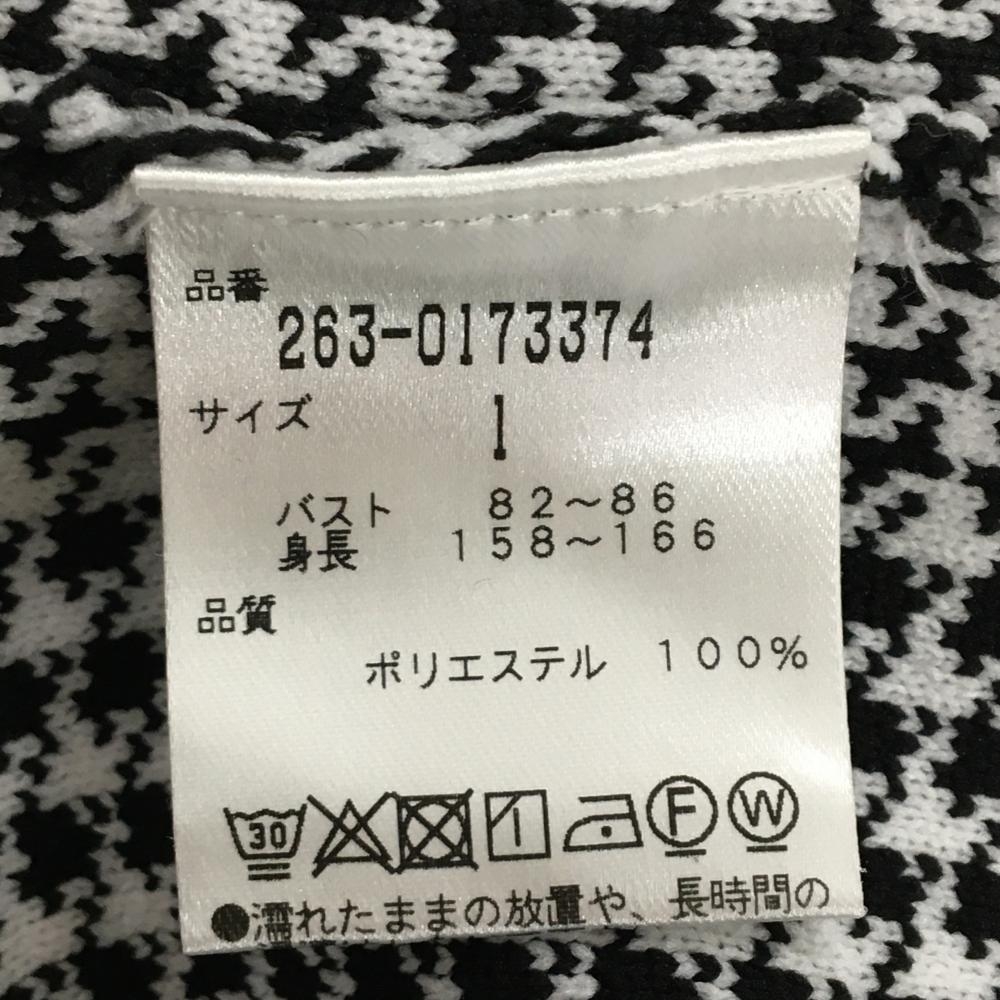 品番
263-0173374
サイズ 1
バスト 82～86
身長 158～166
品質
ポリエステル 100%
30 F W
●濡れたままの放置や、長時間の